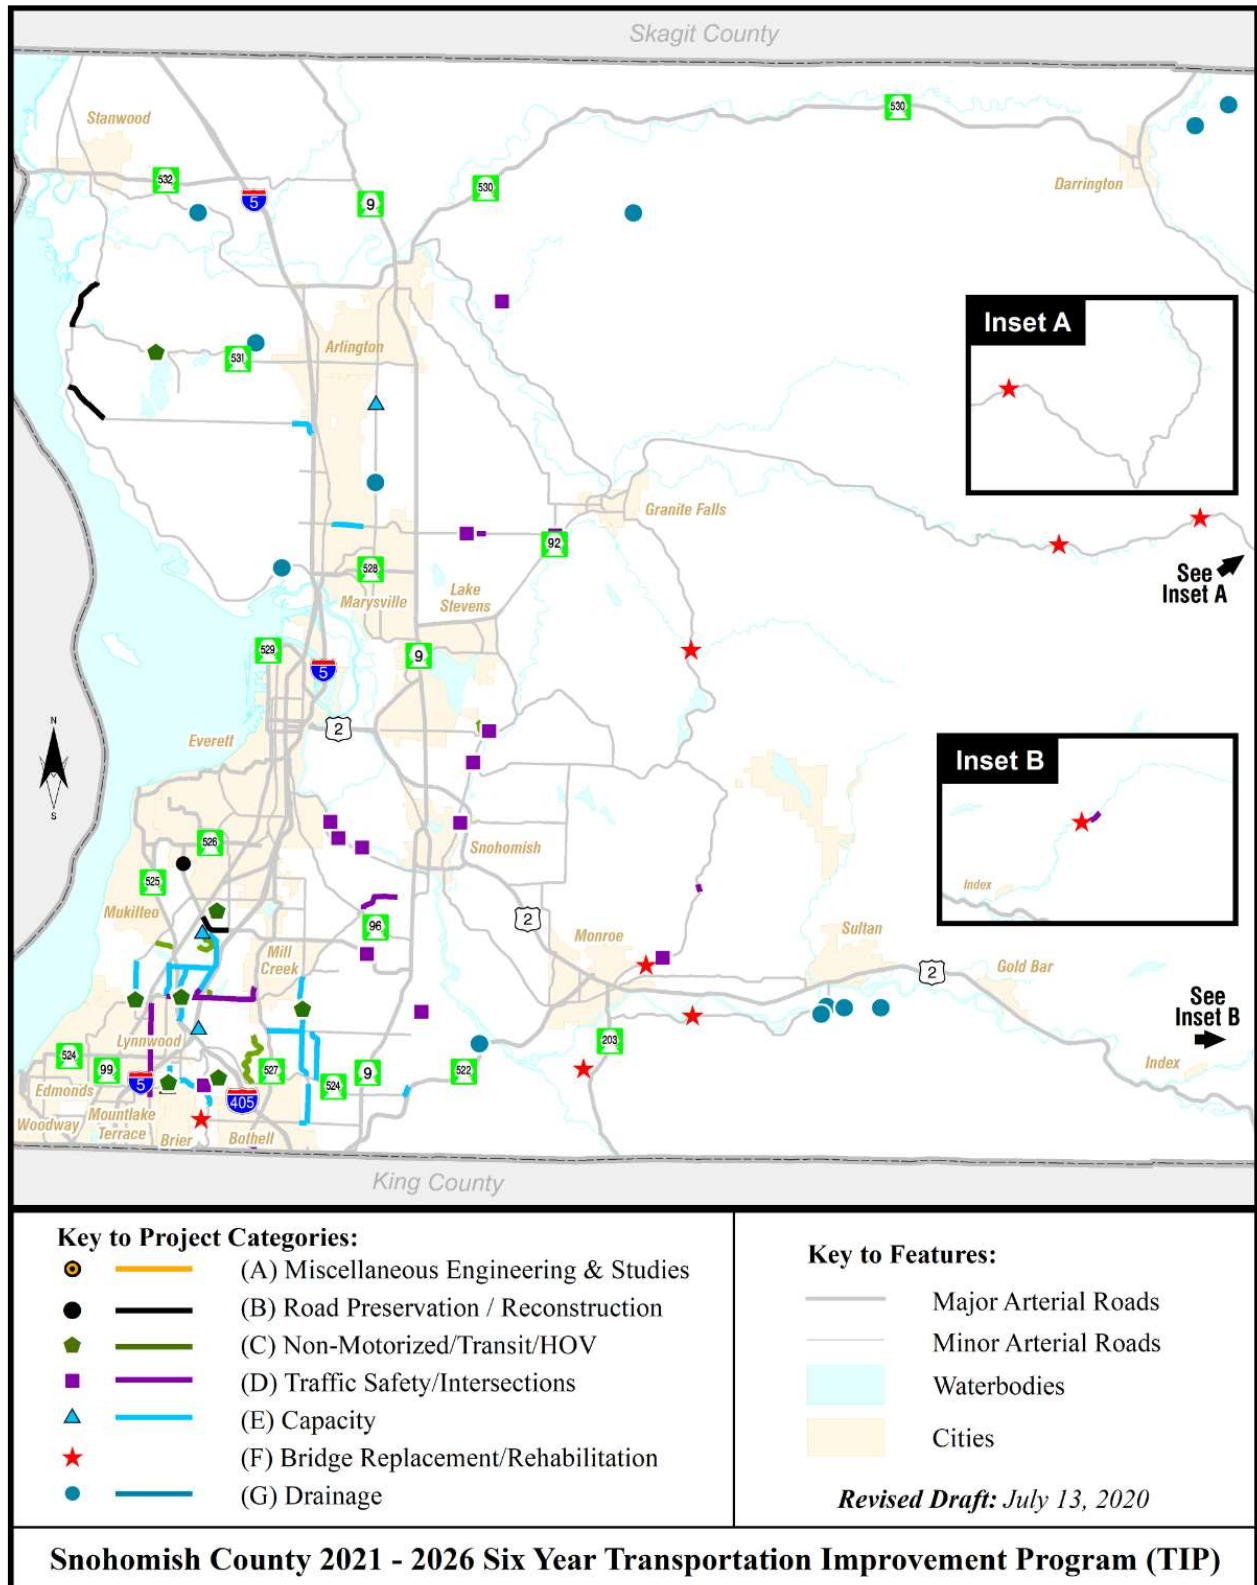 Skagit County
Stanwood
530
532
5
9
530
Darrington
Inset A
531
Arlington
Granite Falls
92
528
Marysville
Lake
Stevens
See
Inset A
529
5
9
2
Everett
Inset B
Index
526
525
Snohomish
Mukilteo
96
2
Monroe
Sultan
Mill
Creek
2
Gold Bar
See
Inset B
Lynnwood
524
99
5
527
524
9
522
203
Index
Edmonds
405
Woodway
Mountlake
Terrace
Brier
Bothell
N
S
King County
Key to Project Categories:
(A) Miscellaneous Engineering & Studies
(B) Road Preservation / Reconstruction
(C) Non-Motorized/Transit/HOV
(D) Traffic Safety/Intersections
(E) Capacity
(F) Bridge Replacement/Rehabilitation
(G) Drainage
Key to Features:
Major Arterial Roads
Minor Arterial Roads
Waterbodies
Cities
Revised Draft: July 13, 2020
Snohomish County 2021 - 2026 Six Year Transportation Improvement Program (TIP)